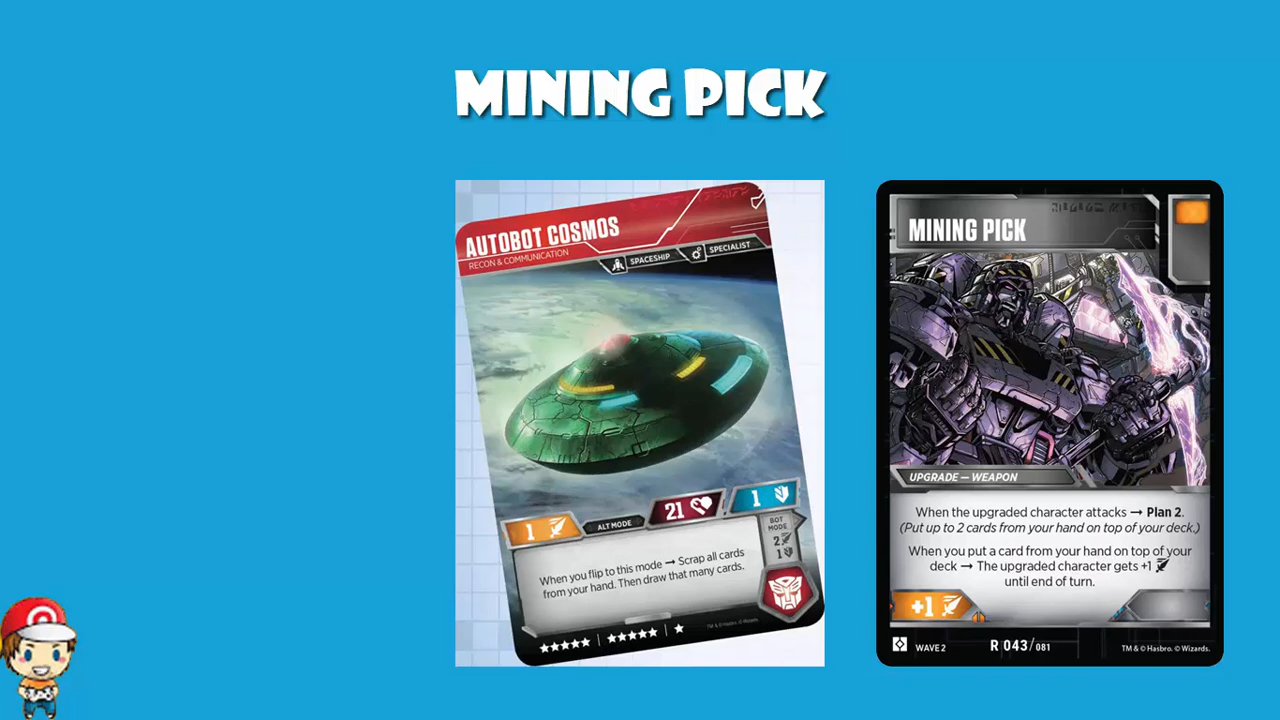 MINING PICK
AUTOBOT COSMOS
RECON & COMMUNICATION
SPACESHIP
SPECIALIST
1
ALT MODE
21
1
BOT
MODE
2
1
When you flip to this mode → Scrap all cards
from your hand. Then draw that many cards.
TM & © Hasbro. © Wizards.
MINING PICK
UPGRADE — WEAPON
When the upgraded character attacks → Plan 2.
(Put up to 2 cards from your hand on top of your deck.)
When you put a card from your hand on top of your
deck → The upgraded character gets +1
until end of turn.
+1
WAVE 2
R 043/081
TM & © Hasbro. © Wizards.